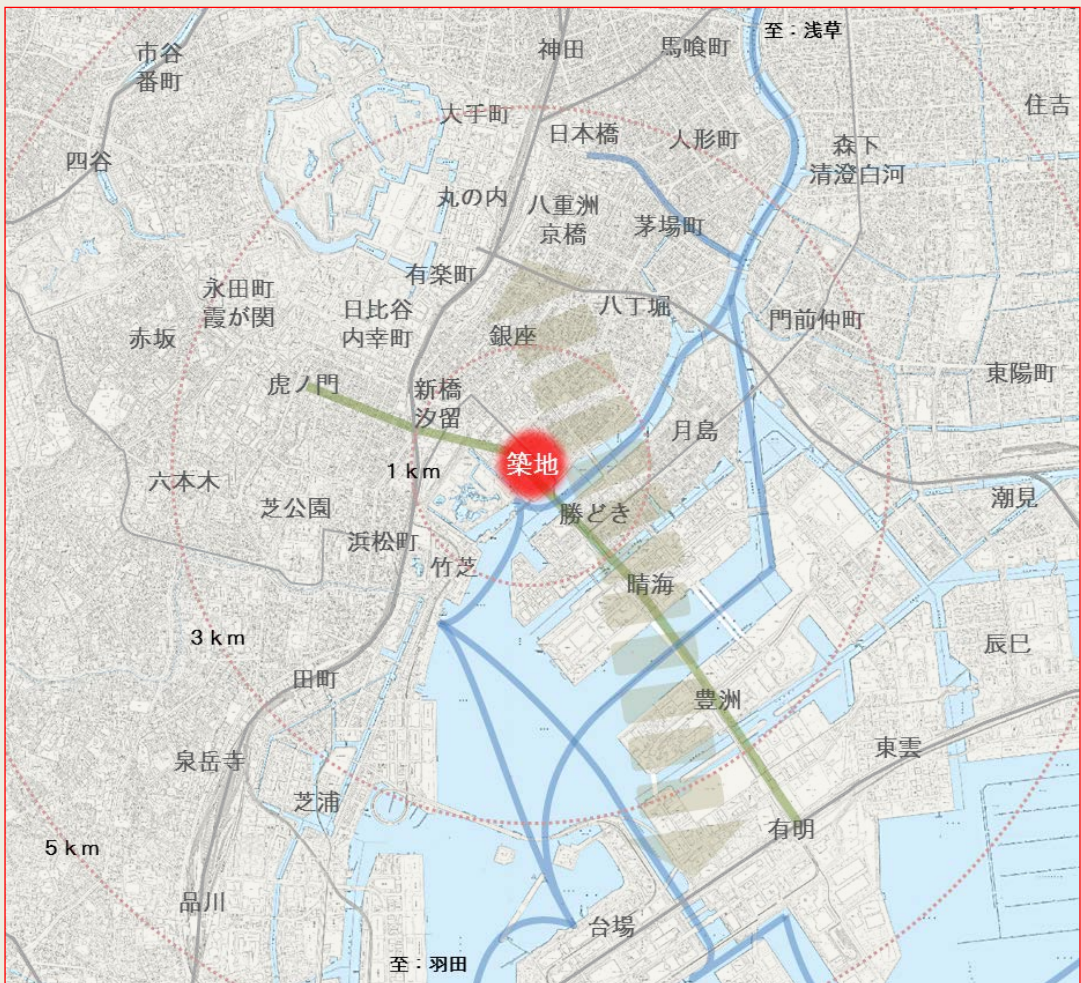 至：浅草
市谷
番町
神田
馬喰町
住吉
大手町
日本橋
人形町
森下
清澄白河
四谷
丸の内
八重洲
京橋
茅場町
有楽町
永田町
霞が関
日比谷
内幸町
八丁堀
門前仲町
赤坂
銀座
東陽町
虎ノ門
新橋
汐留
月島
築地
1km
六本木
芝公園
勝どき
潮見
浜松町
竹芝
晴海
3km
辰巳
田町
豊洲
泉岳寺
東雲
芝浦
有明
5km
品川
台場
至：羽田